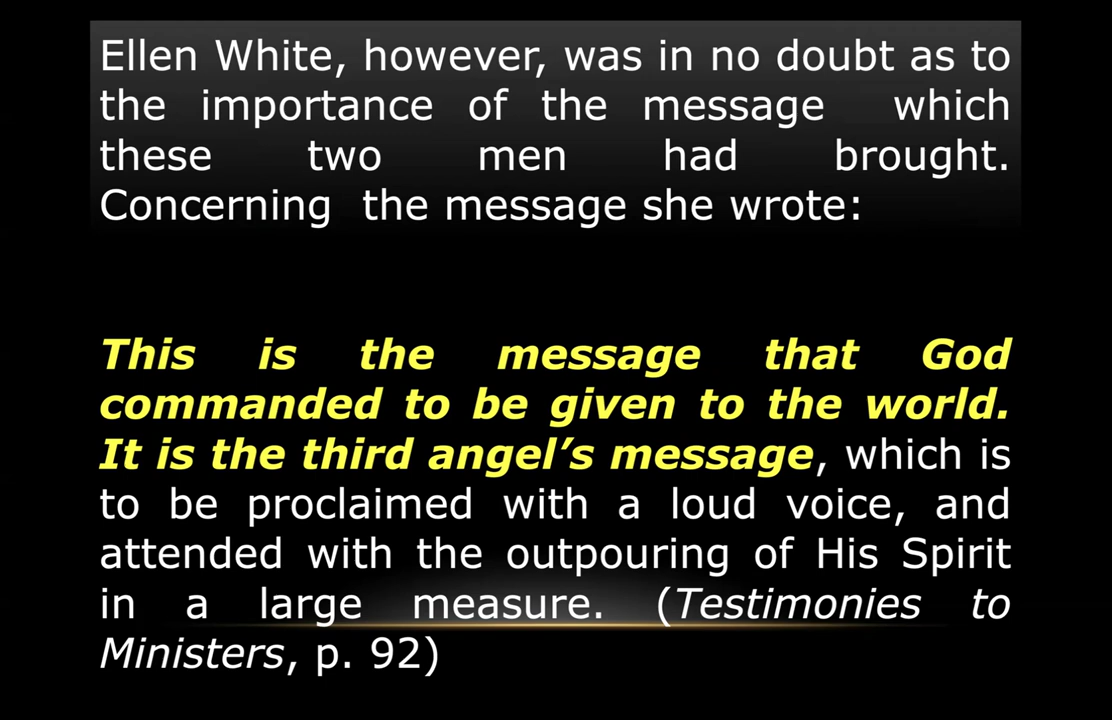 Ellen White, however, was in no doubt as to
the importance of the message which
these two men had brought.
Concerning the message she wrote:
This is the message that God
commanded to be given to the world.
It is the third angel’s message, which is
to be proclaimed with a loud voice, and
attended with the outpouring of His Spirit
in a large measure. (Testimonies to
Ministers, p. 92)